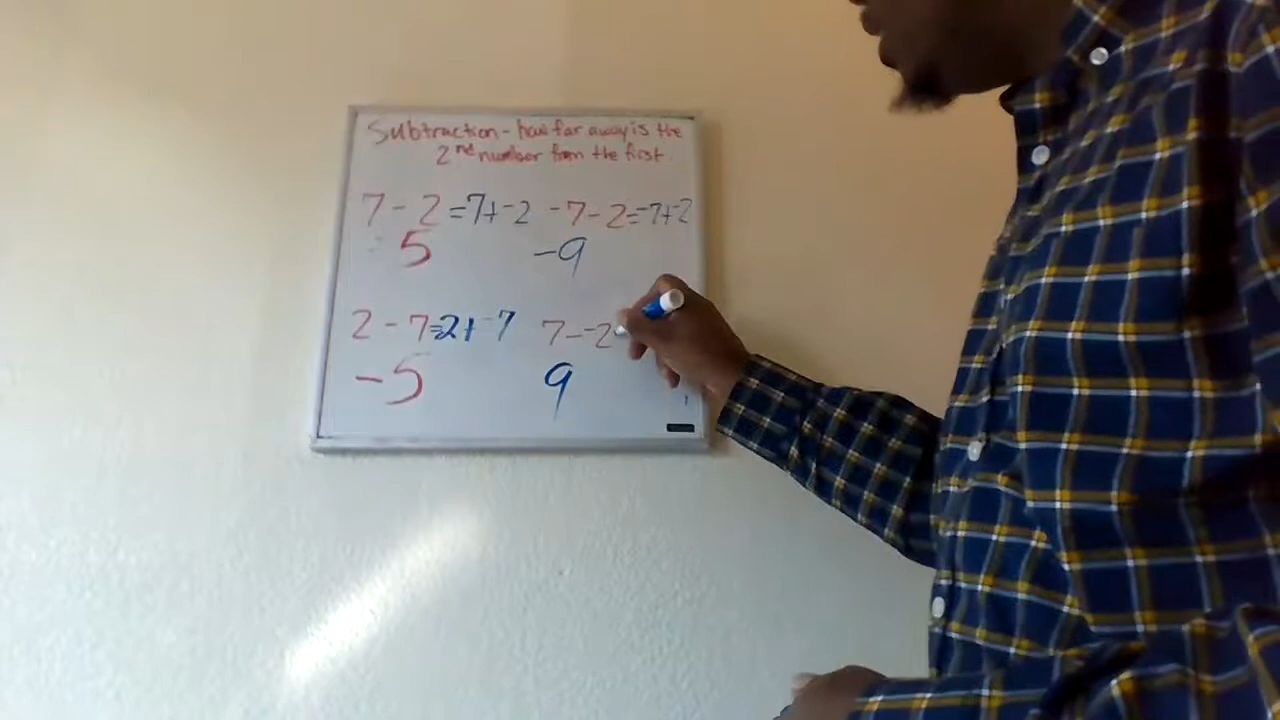 Subtraction - how far away is the
2nd number from the first.
7 - 2 = 7 + -2
5
-7 - 2 = -7 + -2
-9
2 - 7 = 2 + -7
-5
7 - -2
9